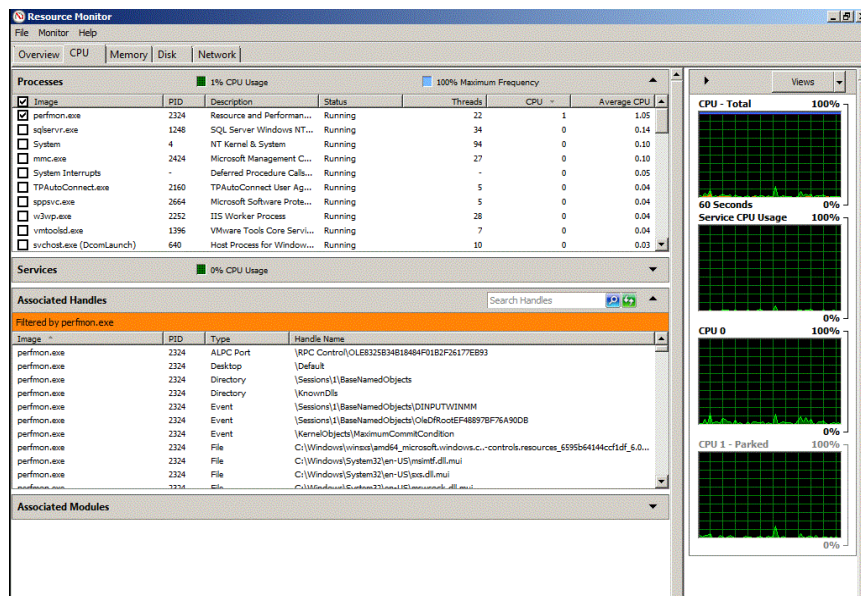 Resource Monitor
File Monitor Help
Overview CPU Memory Disk Network
Processes 1% CPU Usage 100% Maximum Frequency
Image PID Description Status Threads CPU Average CPU
perfmon.exe 2324 Resource and Performan... Running 22 1 1.05
sqlservr.exe 1248 SQL Server Windows NT... Running 34 0 0.14
System 4 NT Kernel & System Running 94 0 0.10
mmc.exe 2424 Microsoft Management C... Running 27 0 0.10
System Interrupts - Deferred Procedure Calls... Running - 0 0.05
TPAutoConnect.exe 2160 TPAutoConnect User Ag... Running 5 0 0.04
sppsvc.exe 2664 Microsoft Software Prote... Running 5 0 0.04
w3wp.exe 2252 IIS Worker Process Running 28 0 0.04
vmtoolsd.exe 1396 VMware Tools Core Servi... Running 7 0 0.04
svchost.exe (DcomLaunch) 640 Host Process for Window... Running 10 0 0.03
Services 0% CPU Usage
Associated Handles Search Handles
Filtered by perfmon.exe
Image PID Type Handle Name
perfmon.exe 2324 ALPC Port \RPC Control\OLE8325B34B18484F01B2F26177EB93
perfmon.exe 2324 Desktop \Default
perfmon.exe 2324 Directory \Sessions\1\BaseNamedObjects
perfmon.exe 2324 Directory \KnownDlls
perfmon.exe 2324 Event \Sessions\1\BaseNamedObjects\DINPUTWINMM
perfmon.exe 2324 Event \Sessions\1\BaseNamedObjects\OleDfRootEF48897BF76A90DB
perfmon.exe 2324 Event \KernelObjects\MaximumCommitCondition
perfmon.exe 2324 File C:\Windows\winsxs\amd64_microsoft.windows.c..-controls.resources_6595b64144ccf1df_6.0...
perfmon.exe 2324 File C:\Windows\System32\en-US\msimtf.dll.mui
perfmon.exe 2324 File C:\Windows\System32\en-US\sxs.dll.mui
perfmon.exe 2324 File C:\Windows\System32\en-US\mswsock.dll.mui
Associated Modules
Views
CPU - Total 100%
60 Seconds 0%
Service CPU Usage 100%
0%
CPU 0 100%
0%
CPU 1 - Parked 100%
0%